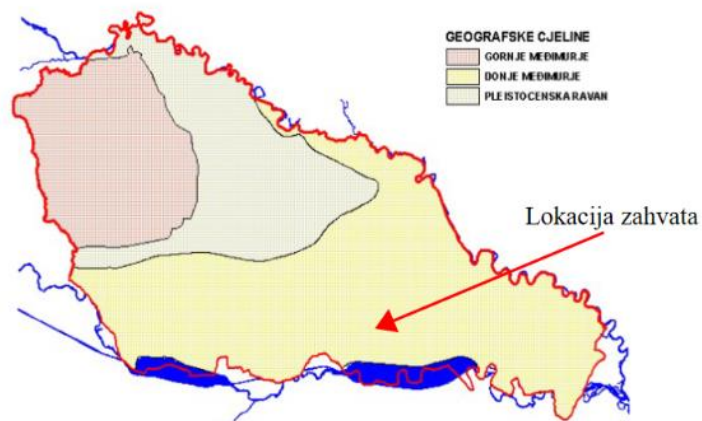 GEOGRAFSKE CJELINE
GORNJE MEĐIMURJE
DONJE MEĐIMURJE
PLEISTOCENSKA RAVAN
Lokacija zahvata